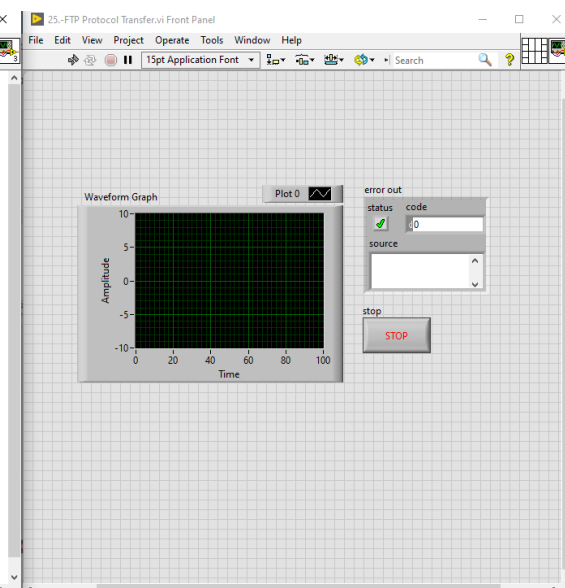 25.-FTP Protocol Transfer.vi Front Panel
File Edit View Project Operate Tools Window Help
15pt Application Font Search
3
Waveform Graph Plot 0
10
5
0
-5
-10
Amplitude
0 20 40 60 80 100
Time
error out
status code
0
source
stop
STOP